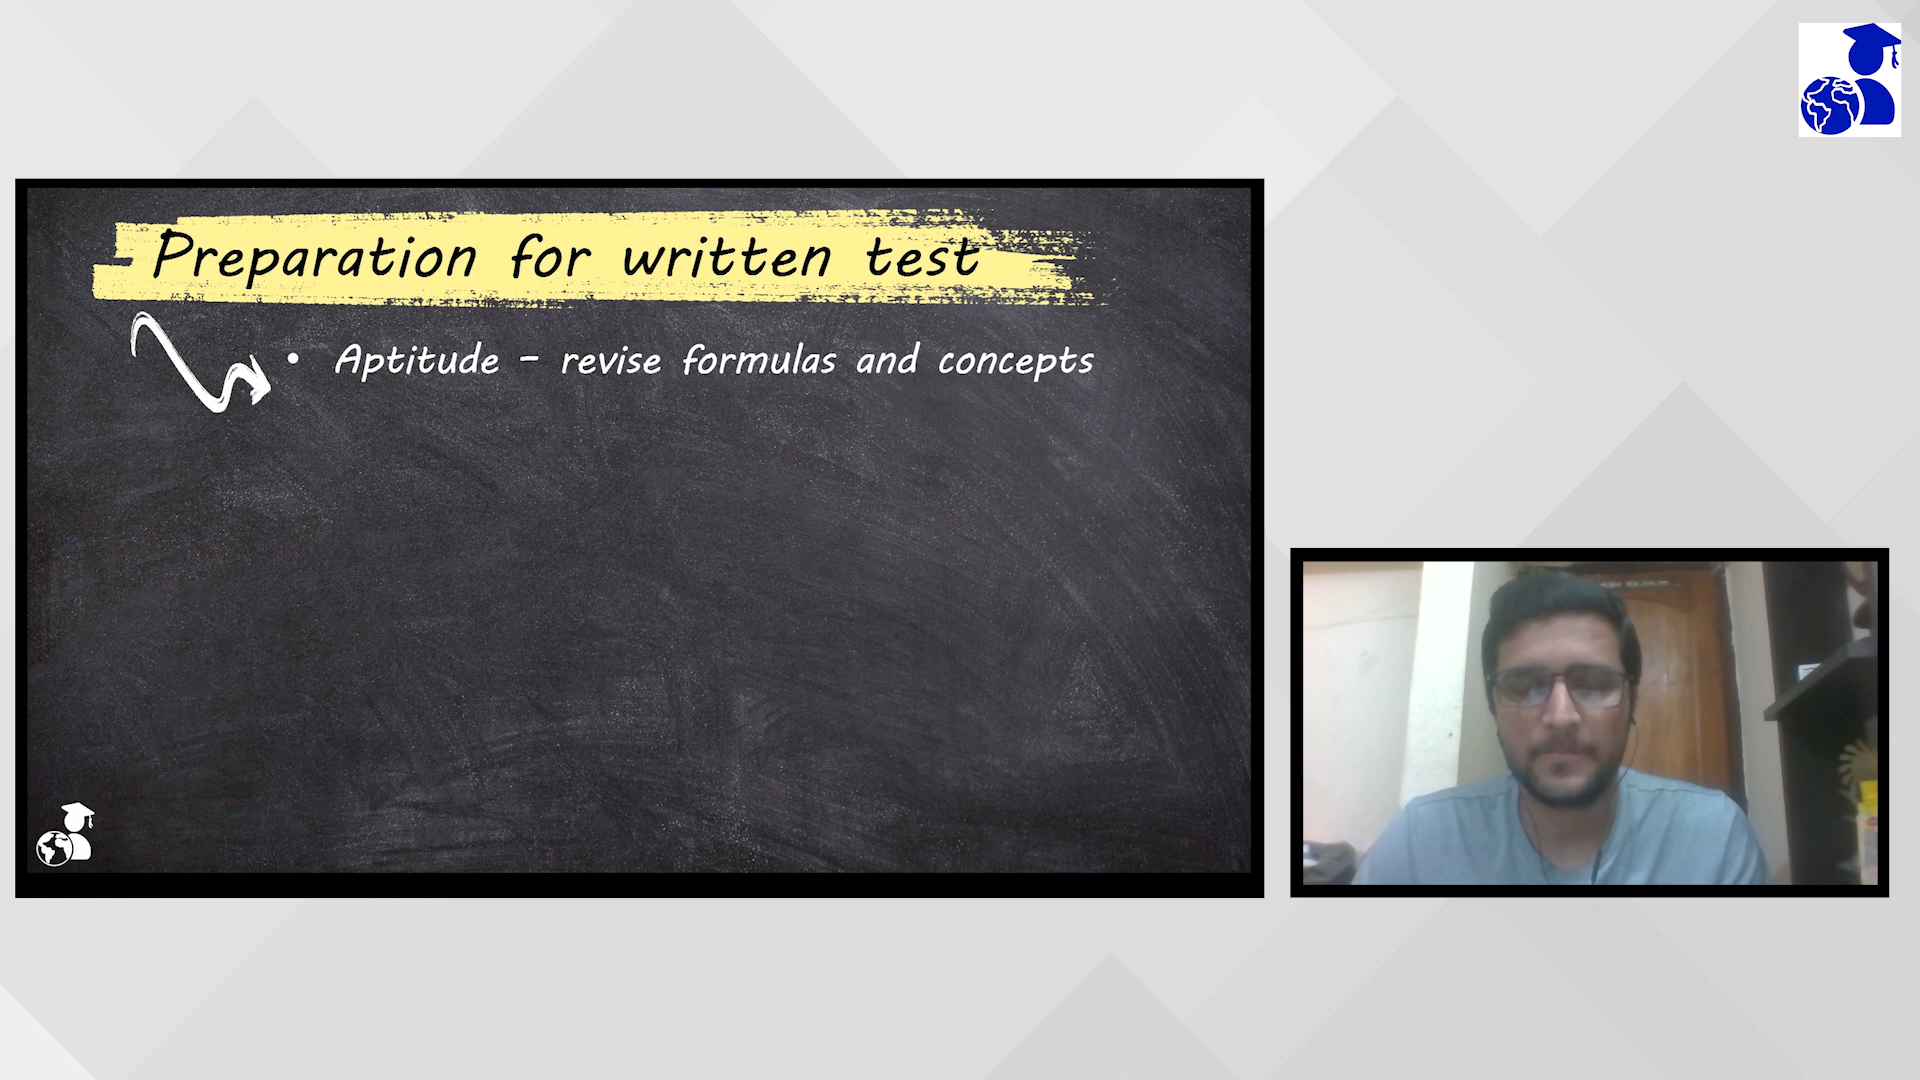 Preparation for written test
• Aptitude - revise formulas and concepts